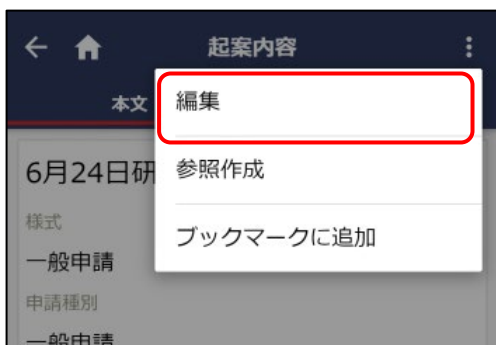 起案内容
本文
編集
参照作成
ブックマークに追加
6月24日研
様式
一般申請
申請種別
一般申請